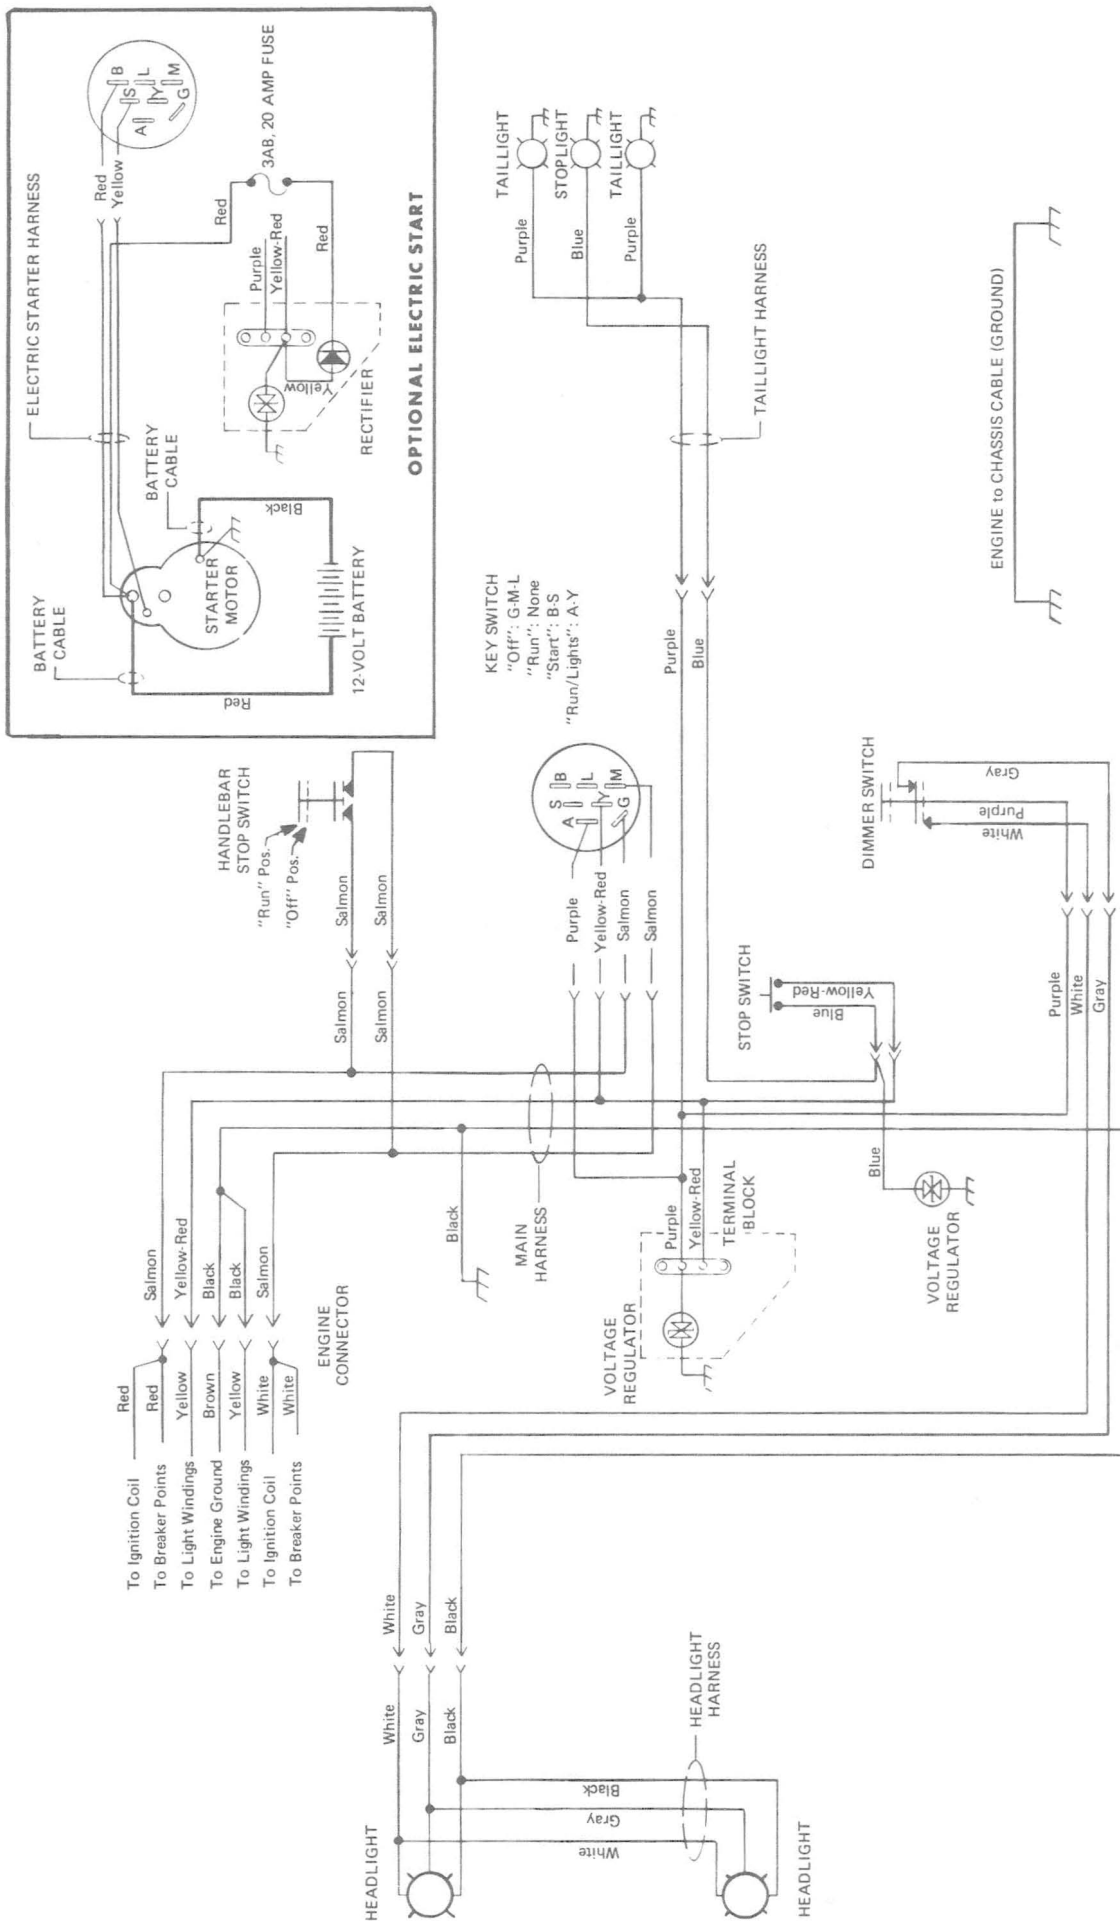 To Ignition Coil
To Breaker Points
To Light Windings
To Engine Ground
To Light Windings
To Ignition Coil
To Breaker Points
Red
Red
Yellow
Brown
Yellow
White
White
ENGINE
CONNECTOR
Salmon
Yellow-Red
Black
Black
Salmon
Salmon
Salmon
Salmon
Salmon
HANDLEBAR
STOP SWITCH
"Run" Pos.
"Off" Pos.
Black
MAIN
HARNESS
Purple
Yellow-Red
Salmon
Salmon
A
S
B
Y
L
G
M
KEY SWITCH
"Off": G-M-L
"Run": None
"Start": B-S
"Run/Lights": A-Y
VOLTAGE
REGULATOR
Purple
Yellow-Red
TERMINAL
BLOCK
Purple
Blue
TAILLIGHT HARNESS
Purple
Blue
Purple
TAILLIGHT
STOPLIGHT
TAILLIGHT
STOP SWITCH
Blue
Yellow-Red
Blue
VOLTAGE
REGULATOR
DIMMER SWITCH
White
Purple
Gray
Purple
White
Gray
HEADLIGHT
White
Gray
Black
White
Gray
Black
White
Gray
Black
HEADLIGHT
HARNESS
HEADLIGHT
ENGINE to CHASSIS CABLE (GROUND)
BATTERY
CABLE
Red
STARTER
MOTOR
12-VOLT BATTERY
BATTERY
CABLE
Black
ELECTRIC STARTER HARNESS
Red
Yellow
A
S
B
Y
L
G
M
Red
3AB, 20 AMP FUSE
Purple
Yellow-Red
Red
Yellow
RECTIFIER
OPTIONAL ELECTRIC START